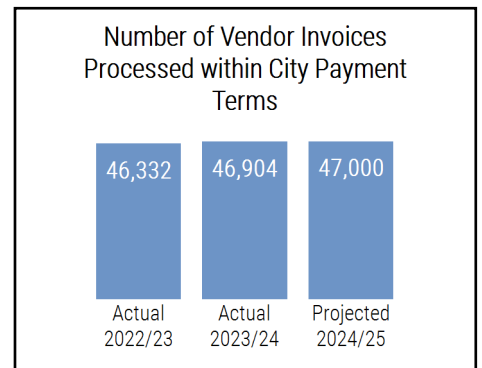 Number of Vendor Invoices
Processed within City Payment
Terms
46,332 46,904 47,000
Actual Actual Projected
2022/23 2023/24 2024/25